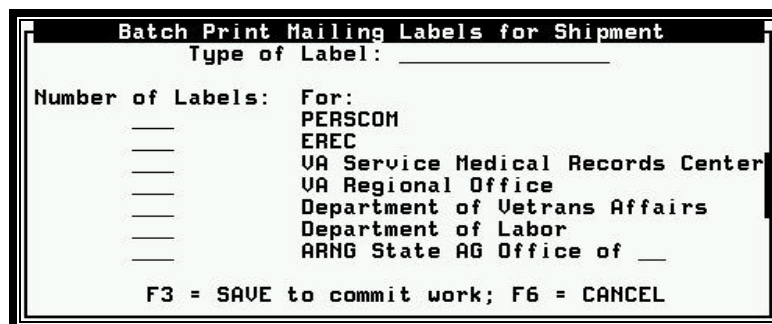 Batch Print Mailing Labels for Shipment
Type of Label: _______________
Number of Labels: For:
___ PERSCOM
___ EREC
___ VA Service Medical Records Center
___ VA Regional Office
___ Department of Vetrans Affairs
___ Department of Labor
___ ARNG State AG Office of __
F3 = SAVE to commit work; F6 = CANCEL